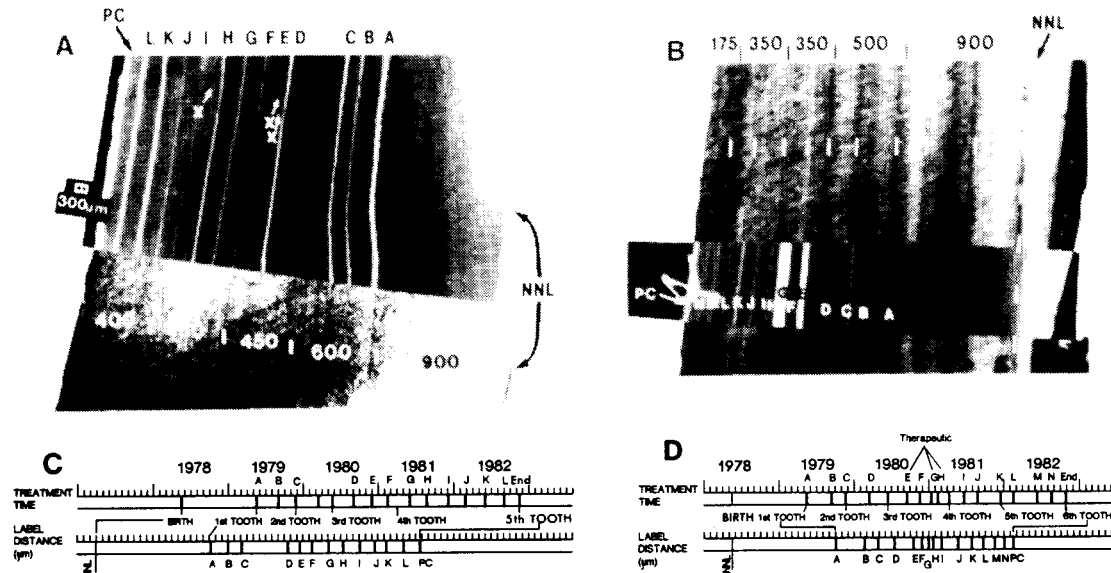 PC
A
L K J I H G F E D C B A
X
X
X
300µm
NNL
400
450
600
900
B
175 350 350 500 900
NNL
PC
L K J I
D C B A
C
1978 1979 1980 1981 1982
A B C D E F G H I J K L End
TREATMENT
TIME
BIRTH 1st TOOTH 2nd TOOTH 3rd TOOTH 4th TOOTH 5th TOOTH
LABEL
DISTANCE
(µm)
A B C D E F G H I J K L PC
D
Therapeutic
1978 1979 1980 1981 1982
A B C D E F G H I J K L M N End
TREATMENT
TIME
BIRTH 1st TOOTH 2nd TOOTH 3rd TOOTH 4th TOOTH 5th TOOTH 6th TOOTH
LABEL
DISTANCE
(µm)
A B C D E F G H I J K L M N PC